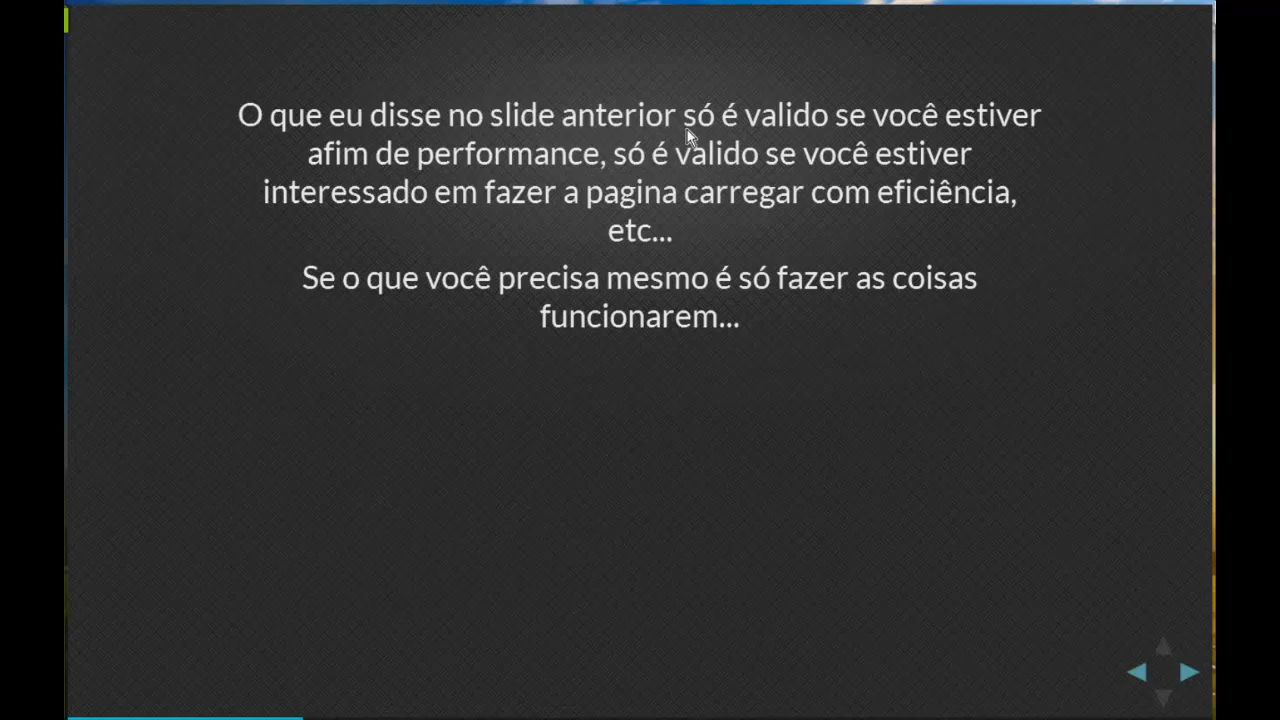 O que eu disse no slide anterior só é valido se você estiver
afim de performance, só é valido se você estiver
interessado em fazer a pagina carregar com eficiência,
etc...
Se o que você precisa mesmo é só fazer as coisas
funcionarem...